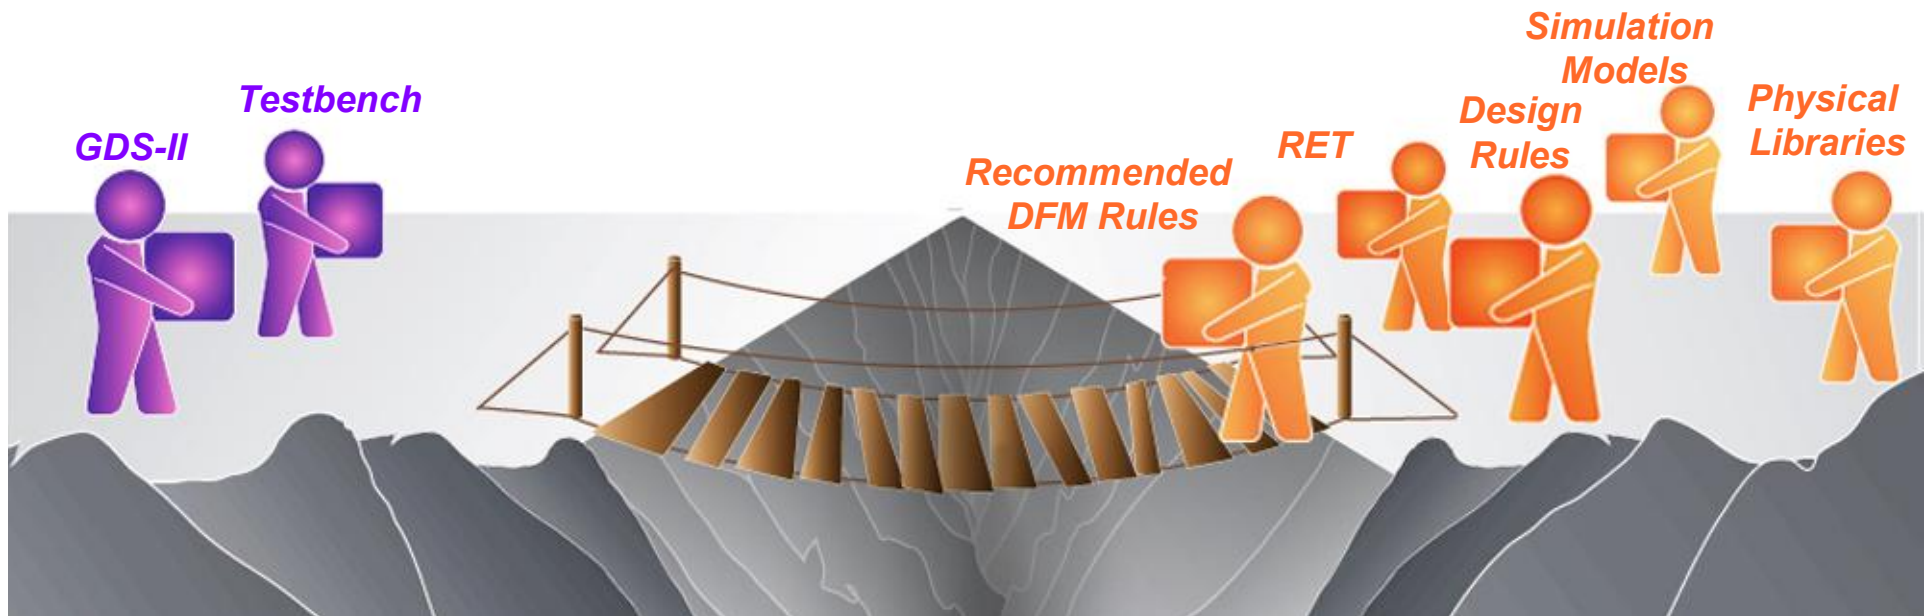 GDS-II
Testbench
Recommended
DFM Rules
RET
Design
Rules
Simulation
Models
Physical
Libraries